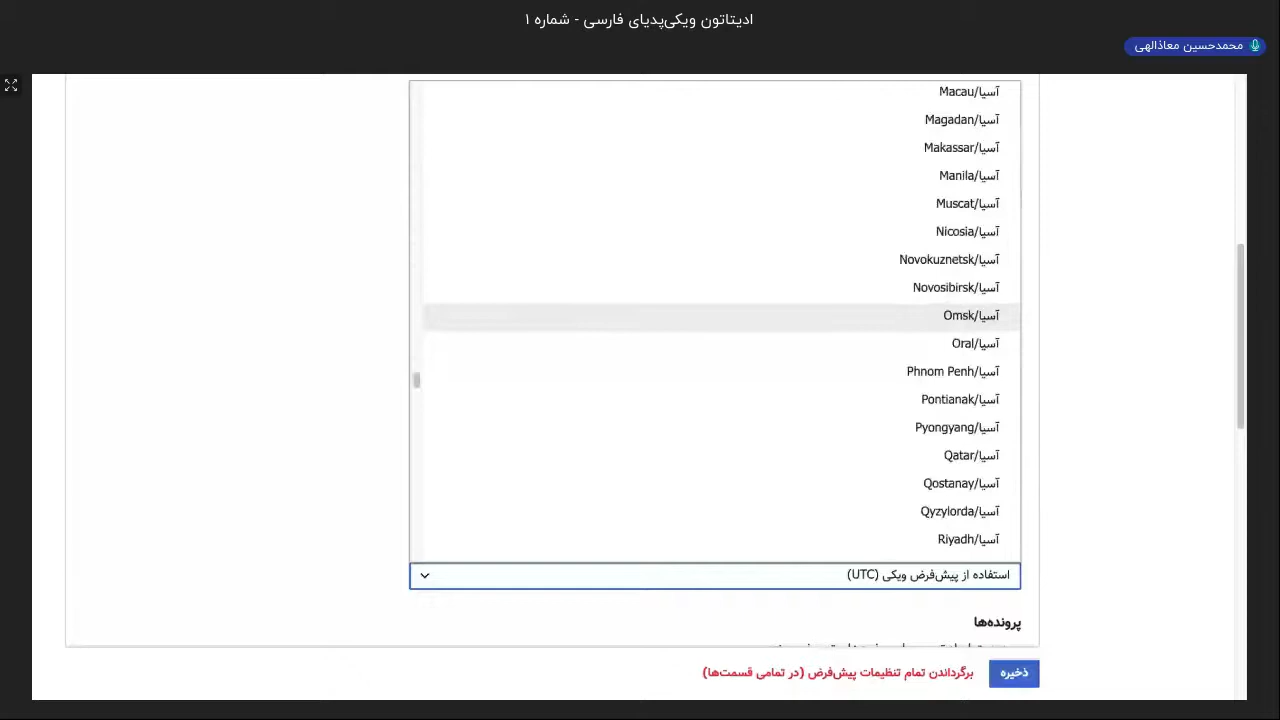 ادیتاتون ویکی‌پدیای فارسی - شماره ۱
محمدحسین معاذالهی
آسیا/Macau
آسیا/Magadan
آسیا/Makassar
آسیا/Manila
آسیا/Muscat
آسیا/Nicosia
آسیا/Novokuznetsk
آسیا/Novosibirsk
آسیا/Omsk
آسیا/Oral
آسیا/Phnom Penh
آسیا/Pontianak
آسیا/Pyongyang
آسیا/Qatar
آسیا/Qostanay
آسیا/Qyzylorda
آسیا/Riyadh
استفاده از پیش‌فرض ویکی (UTC)
پرونده‌ها
ذخیره
برگرداندن تمام تنظیمات پیش‌فرض (در تمامی قسمت‌ها)